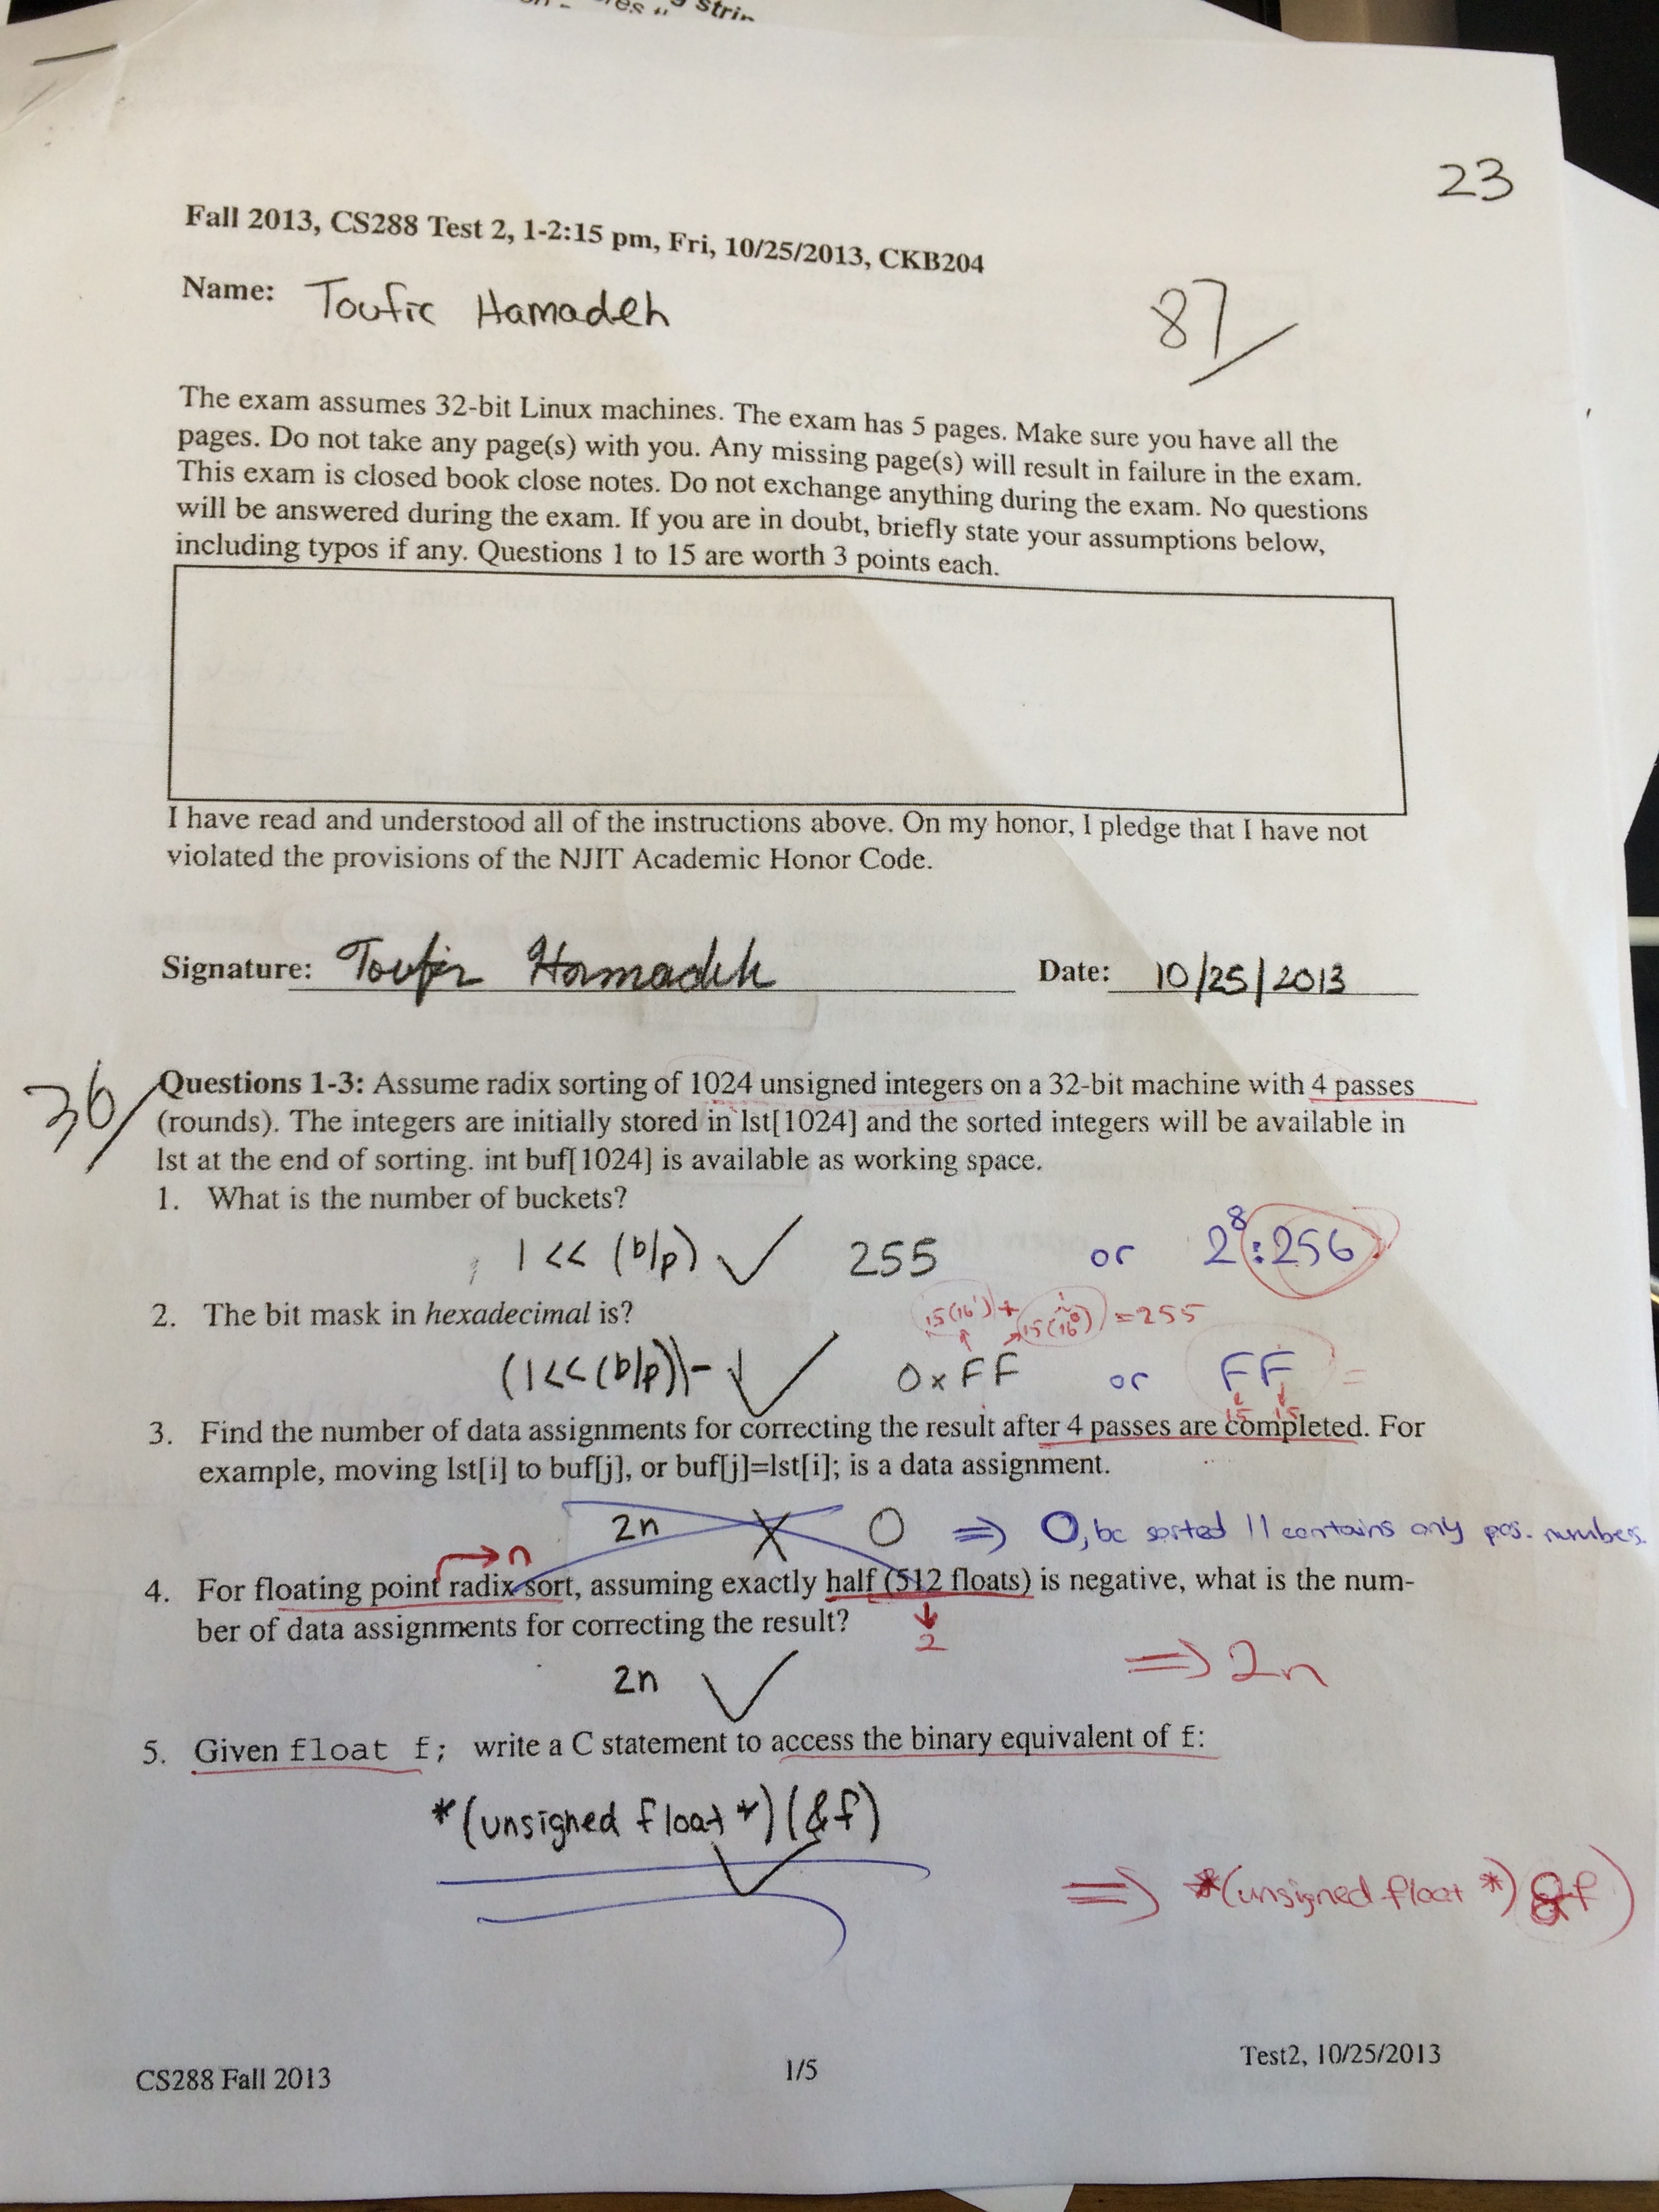 strin
23
Fall 2013, CS288 Test 2, 1-2:15 pm, Fri, 10/25/2013, CKB204
Name: Toufic Hamadeh
87/
The exam assumes 32-bit Linux machines. The exam has 5 pages. Make sure you have all the
pages. Do not take any page(s) with you. Any missing page(s) will result in failure in the exam.
This exam is closed book close notes. Do not exchange anything during the exam. No questions
will be answered during the exam. If you are in doubt, briefly state your assumptions below,
including typos if any. Questions 1 to 15 are worth 3 points each.
I have read and understood all of the instructions above. On my honor, I pledge that I have not
violated the provisions of the NJIT Academic Honor Code.
Signature: Toufic Hamadeh Date: 10/25/2013
36/
Questions 1-3: Assume radix sorting of 1024 unsigned integers on a 32-bit machine with 4 passes
(rounds). The integers are initially stored in lst[1024] and the sorted integers will be available in
lst at the end of sorting. int buf[1024] is available as working space.
1. What is the number of buckets?
1 << (b/p) ✓ 255 or 2⁸:256
2. The bit mask in hexadecimal is?
15(16¹) + 15(16⁰) = 255
(1<<(b/p))-1 ✓ 0xFF or FF =
15 15
3. Find the number of data assignments for correcting the result after 4 passes are completed. For
example, moving lst[i] to buf[j], or buf[j]=lst[i]; is a data assignment.
2n X 0 ⇒ 0, bc sorted 11 contains any pos. numbers.
→ n
4. For floating point radix sort, assuming exactly half (512 floats) is negative, what is the num-
ber of data assignments for correcting the result? ↓ 2
2n ✓ ⇒ 2n
5. Given float f; write a C statement to access the binary equivalent of f:
*(unsigned float *)(&f) ✓
⇒ *(unsigned float *) &f)
CS288 Fall 2013 1/5 Test2, 10/25/2013